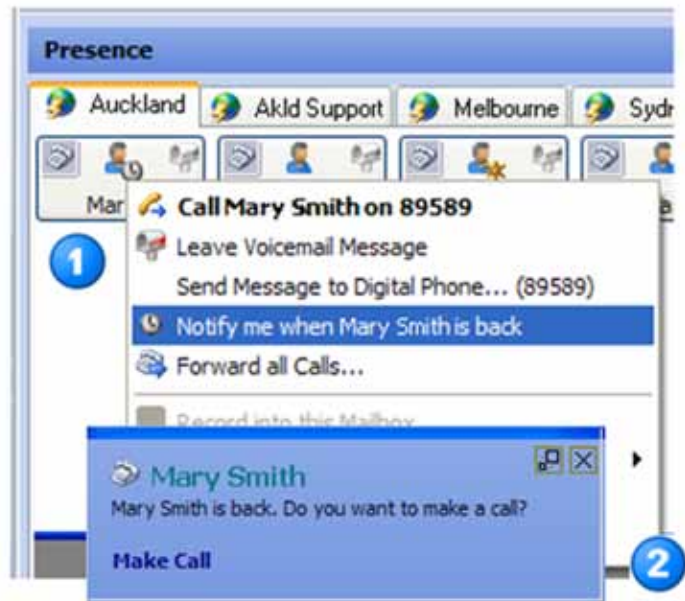 Presence
Auckland Akld Support Melbourne Sydn
Mar
1
Call Mary Smith on 89589
Leave Voicemail Message
Send Message to Digital Phone... (89589)
Notify me when Mary Smith is back
Forward all Calls...
Record into this Mailbox
Mary Smith
Mary Smith is back. Do you want to make a call?
Make Call
2